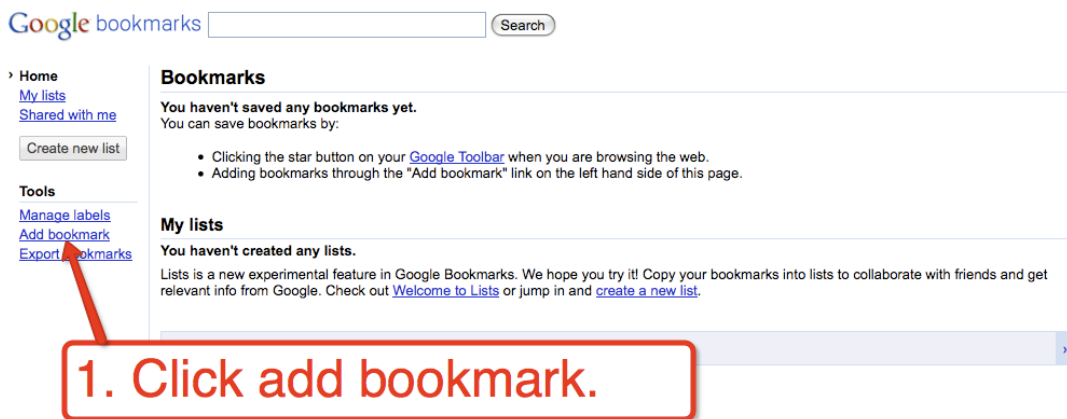 Google bookmarks
Search
› Home
My lists
Shared with me
Create new list
Tools
Manage labels
Add bookmark
Export bookmarks
Bookmarks
You haven't saved any bookmarks yet.
You can save bookmarks by:
• Clicking the star button on your Google Toolbar when you are browsing the web.
• Adding bookmarks through the "Add bookmark" link on the left hand side of this page.
My lists
You haven't created any lists.
Lists is a new experimental feature in Google Bookmarks. We hope you try it! Copy your bookmarks into lists to collaborate with friends and get
relevant info from Google. Check out Welcome to Lists or jump in and create a new list.
1. Click add bookmark.